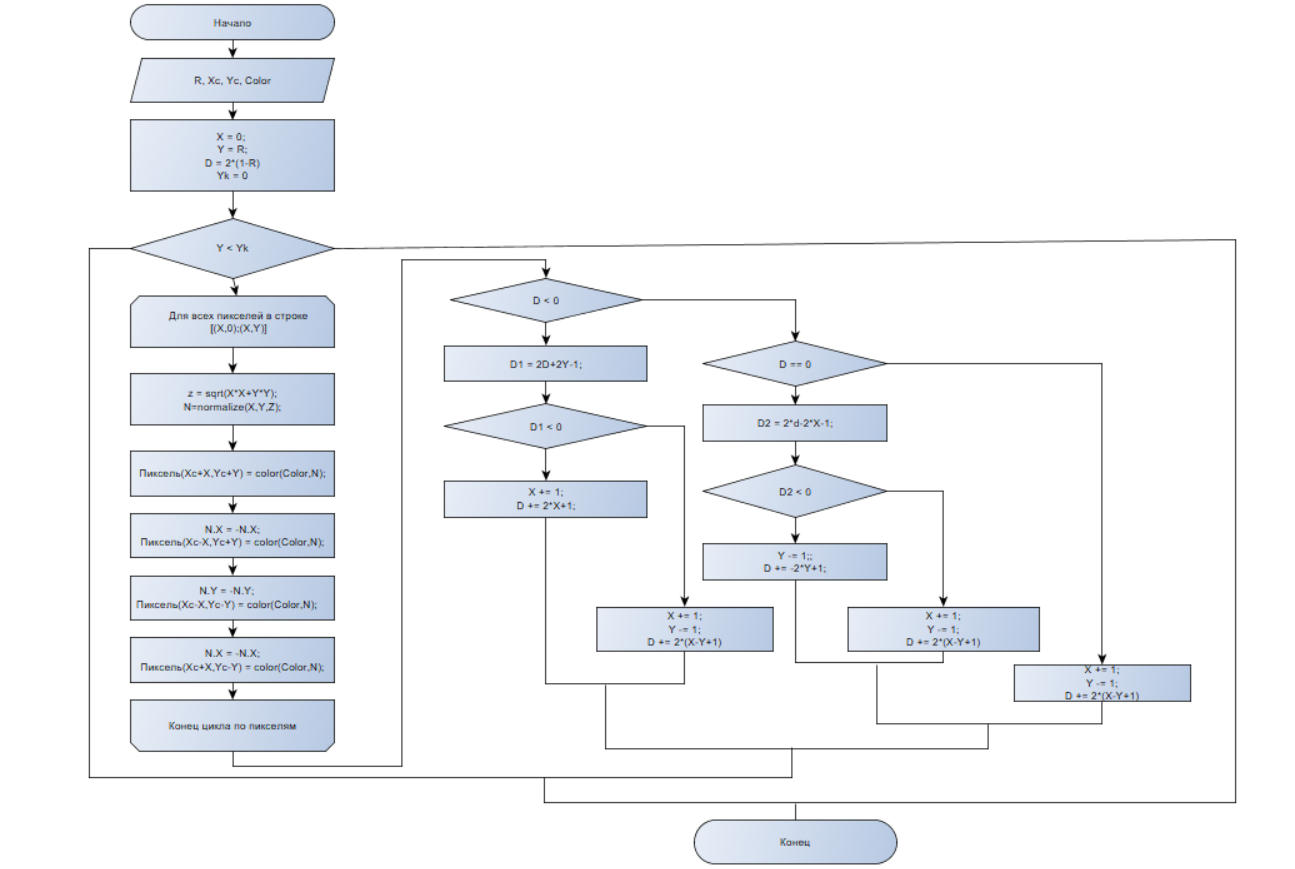 Начало
R, Xc, Yc, Color
X = 0;
Y = R;
D = 2*(1-R)
Yk = 0
Y < Yk
Для всех пикселей в строке
[(X,0);(X,Y)]
z = sqrt(X*X+Y*Y);
N=normalize(X,Y,Z);
Пиксель(Xc+X,Yc+Y) = color(Color,N);
N.X = -N.X;
Пиксель(Xc-X,Yc+Y) = color(Color,N);
N.Y = -N.Y;
Пиксель(Xc-X,Yc-Y) = color(Color,N);
N.X = -N.X;
Пиксель(Xc+X,Yc-Y) = color(Color,N);
Конец цикла по пикселям
D < 0
D1 = 2D+2Y-1;
D1 < 0
X += 1;
D += 2*X+1;
X += 1;
Y -= 1;
D += 2*(X-Y+1)
D == 0
D2 = 2*d-2*X-1;
D2 < 0
Y -= 1;;
D += -2*Y+1;
X += 1;
Y -= 1;
D += 2*(X-Y+1)
X += 1;
Y -= 1;
D += 2*(X-Y+1)
Конец